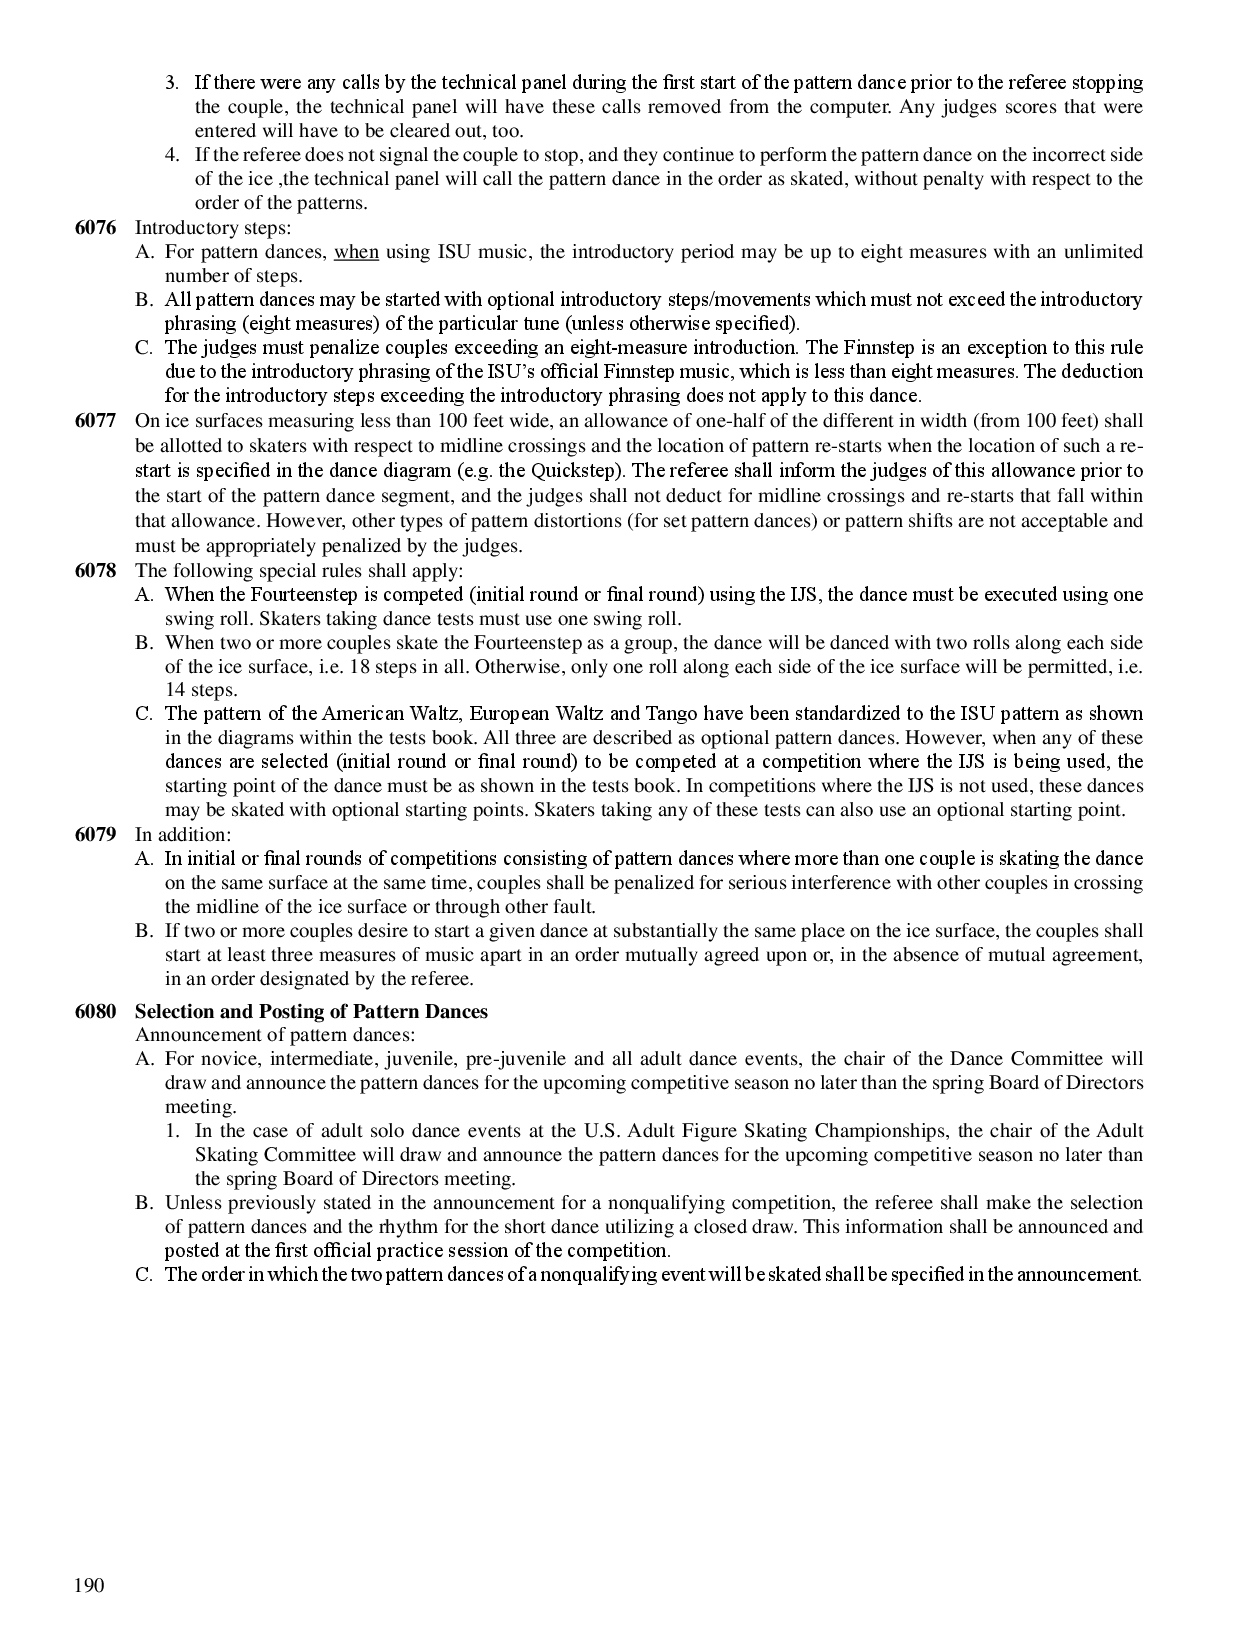 3. If there were any calls by the technical panel during the first start of the pattern dance prior to the referee stopping
the couple, the technical panel will have these calls removed from the computer. Any judges scores that were
entered will have to be cleared out, too.
4. If the referee does not signal the couple to stop, and they continue to perform the pattern dance on the incorrect side
of the ice ,the technical panel will call the pattern dance in the order as skated, without penalty with respect to the
order of the patterns.
6076 Introductory steps:
A. For pattern dances, when using ISU music, the introductory period may be up to eight measures with an unlimited
number of steps.
B. All pattern dances may be started with optional introductory steps/movements which must not exceed the introductory
phrasing (eight measures) of the particular tune (unless otherwise specified).
C. The judges must penalize couples exceeding an eight-measure introduction. The Finnstep is an exception to this rule
due to the introductory phrasing of the ISU's official Finnstep music, which is less than eight measures. The deduction
for the introductory steps exceeding the introductory phrasing does not apply to this dance.
6077 On ice surfaces measuring less than 100 feet wide, an allowance of one-half of the different in width (from 100 feet) shall
be allotted to skaters with respect to midline crossings and the location of pattern re-starts when the location of such a re-
start is specified in the dance diagram (e.g. the Quickstep). The referee shall inform the judges of this allowance prior to
the start of the pattern dance segment, and the judges shall not deduct for midline crossings and re-starts that fall within
that allowance. However, other types of pattern distortions (for set pattern dances) or pattern shifts are not acceptable and
must be appropriately penalized by the judges.
6078 The following special rules shall apply:
A. When the Fourteenstep is competed (initial round or final round) using the IJS, the dance must be executed using one
swing roll. Skaters taking dance tests must use one swing roll.
B. When two or more couples skate the Fourteenstep as a group, the dance will be danced with two rolls along each side
of the ice surface, i.e. 18 steps in all. Otherwise, only one roll along each side of the ice surface will be permitted, i.e.
14 steps.
C. The pattern of the American Waltz, European Waltz and Tango have been standardized to the ISU pattern as shown
in the diagrams within the tests book. All three are described as optional pattern dances. However, when any of these
dances are selected (initial round or final round) to be competed at a competition where the IJS is being used, the
starting point of the dance must be as shown in the tests book. In competitions where the IJS is not used, these dances
may be skated with optional starting points. Skaters taking any of these tests can also use an optional starting point.
6079 In addition:
A. In initial or final rounds of competitions consisting of pattern dances where more than one couple is skating the dance
on the same surface at the same time, couples shall be penalized for serious interference with other couples in crossing
the midline of the ice surface or through other fault.
B. If two or more couples desire to start a given dance at substantially the same place on the ice surface, the couples shall
start at least three measures of music apart in an order mutually agreed upon or, in the absence of mutual agreement,
in an order designated by the referee.
6080 Selection and Posting of Pattern Dances
Announcement of pattern dances:
A. For novice, intermediate, juvenile, pre-juvenile and all adult dance events, the chair of the Dance Committee will
draw and announce the pattern dances for the upcoming competitive season no later than the spring Board of Directors
meeting.
1. In the case of adult solo dance events at the U.S. Adult Figure Skating Championships, the chair of the Adult
Skating Committee will draw and announce the pattern dances for the upcoming competitive season no later than
the spring Board of Directors meeting.
B. Unless previously stated in the announcement for a nonqualifying competition, the referee shall make the selection
of pattern dances and the rhythm for the short dance utilizing a closed draw. This information shall be announced and
posted at the first official practice session of the competition.
C. The order in which the two pattern dances of a nonqualifying event will be skated shall be specified in the announcement.
190